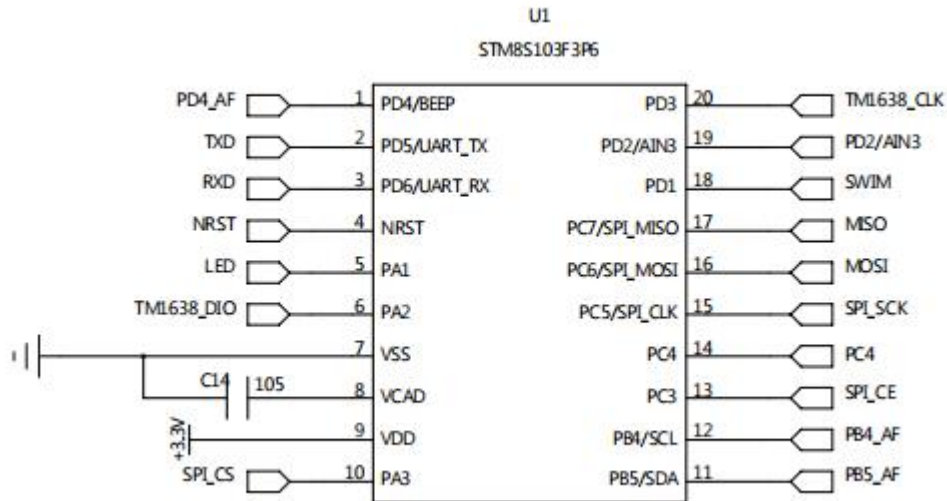 U1
STM8S103F3P6
PD4_AF 1 PD4/BEEP PD3 20 TM1638_CLK
TXD 2 PD5/UART_TX PD2/AIN3 19 PD2/AIN3
RXD 3 PD6/UART_RX PD1 18 SWIM
NRST 4 NRST PC7/SPI_MISO 17 MISO
LED 5 PA1 PC6/SPI_MOSI 16 MOSI
TM1638_DIO 6 PA2 PC5/SPI_CLK 15 SPI_SCK
7 VSS PC4 14 PC4
C14 105 8 VCAD PC3 13 SPI_CE
+3.3V 9 VDD PB4/SCL 12 PB4_AF
SPI_CS 10 PA3 PB5/SDA 11 PB5_AF